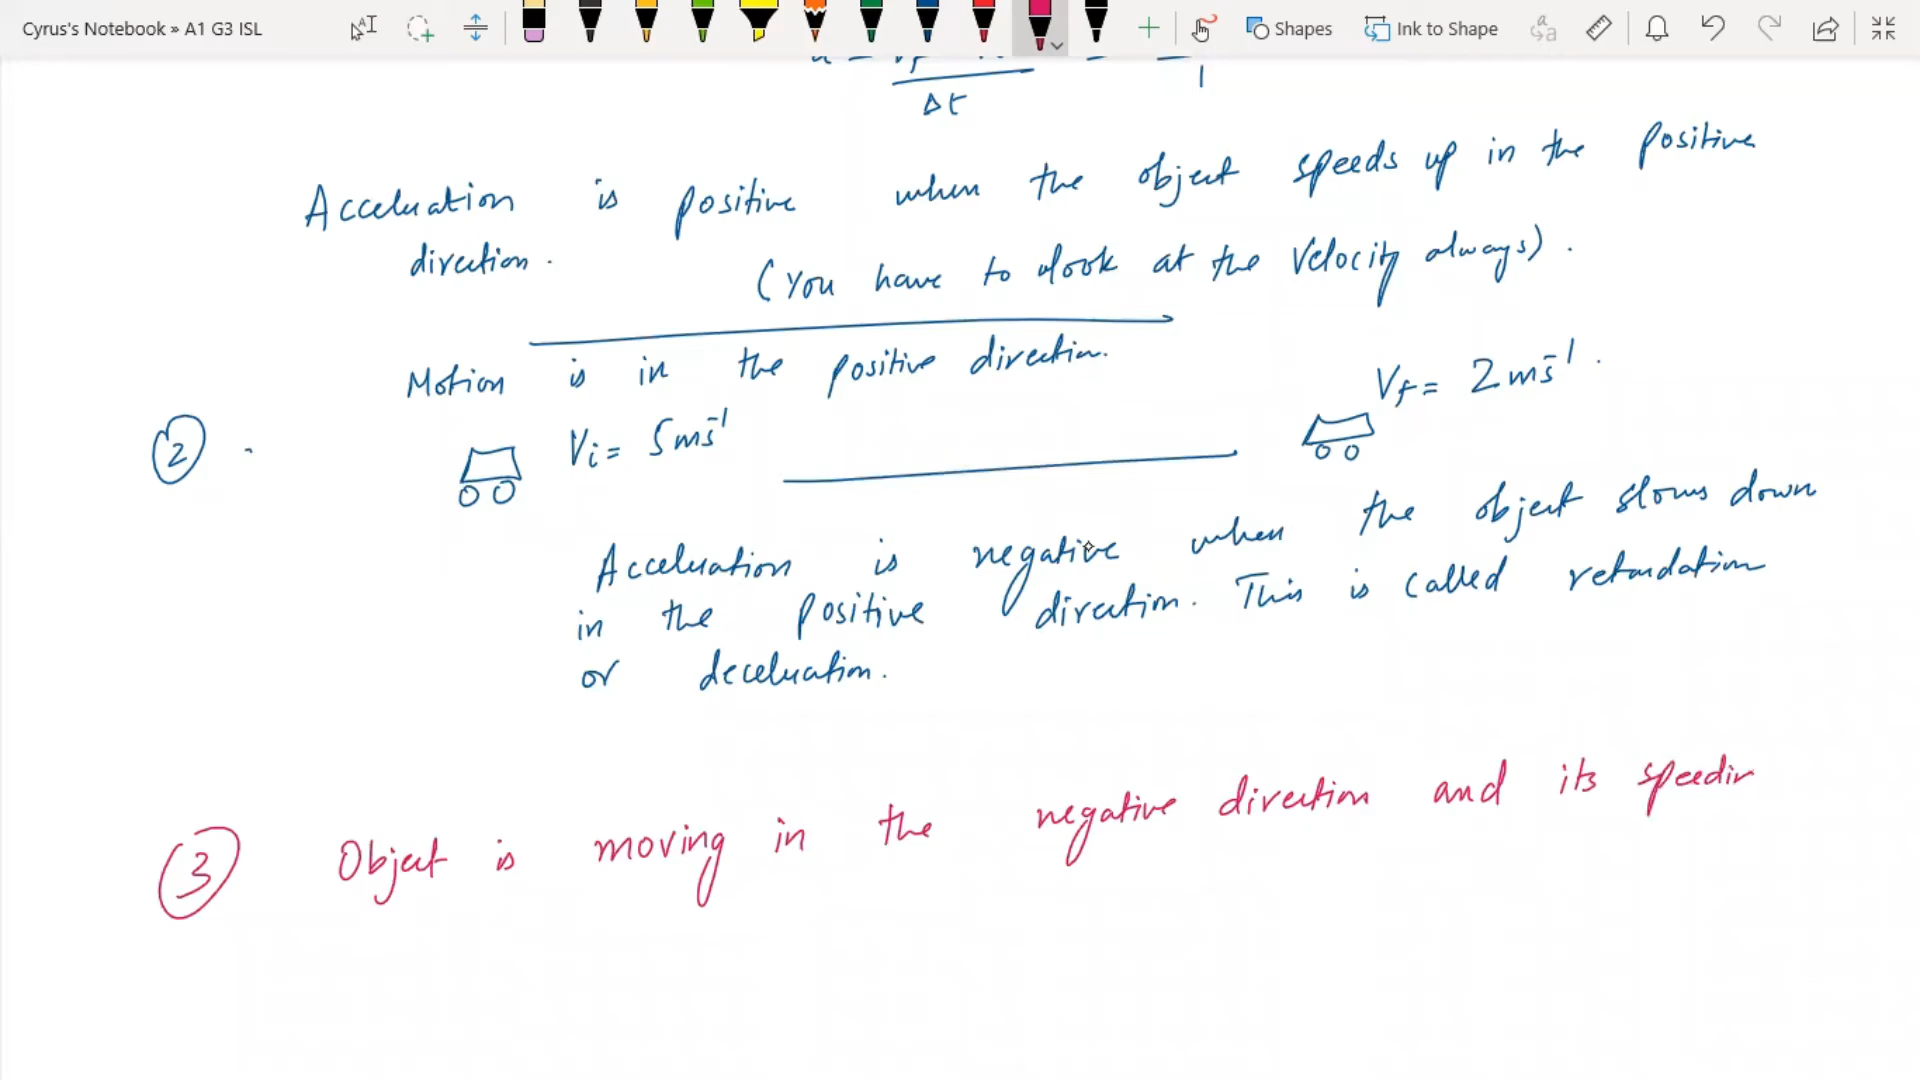 Cyrus's Notebook » A1 G3 ISL
Shapes
Ink to Shape
Δt
1
Acceleration is positive when the object speeds up in the positive
direction.
(You have to look at the Velocity always).
Motion is in the positive direction.
② Vi = 5ms⁻¹ Vf = 2ms⁻¹.
Acceleration is negative when the object slows down
in the positive direction. This is called retardation
or deceleration.
③ Object is moving in the negative direction and its speedin